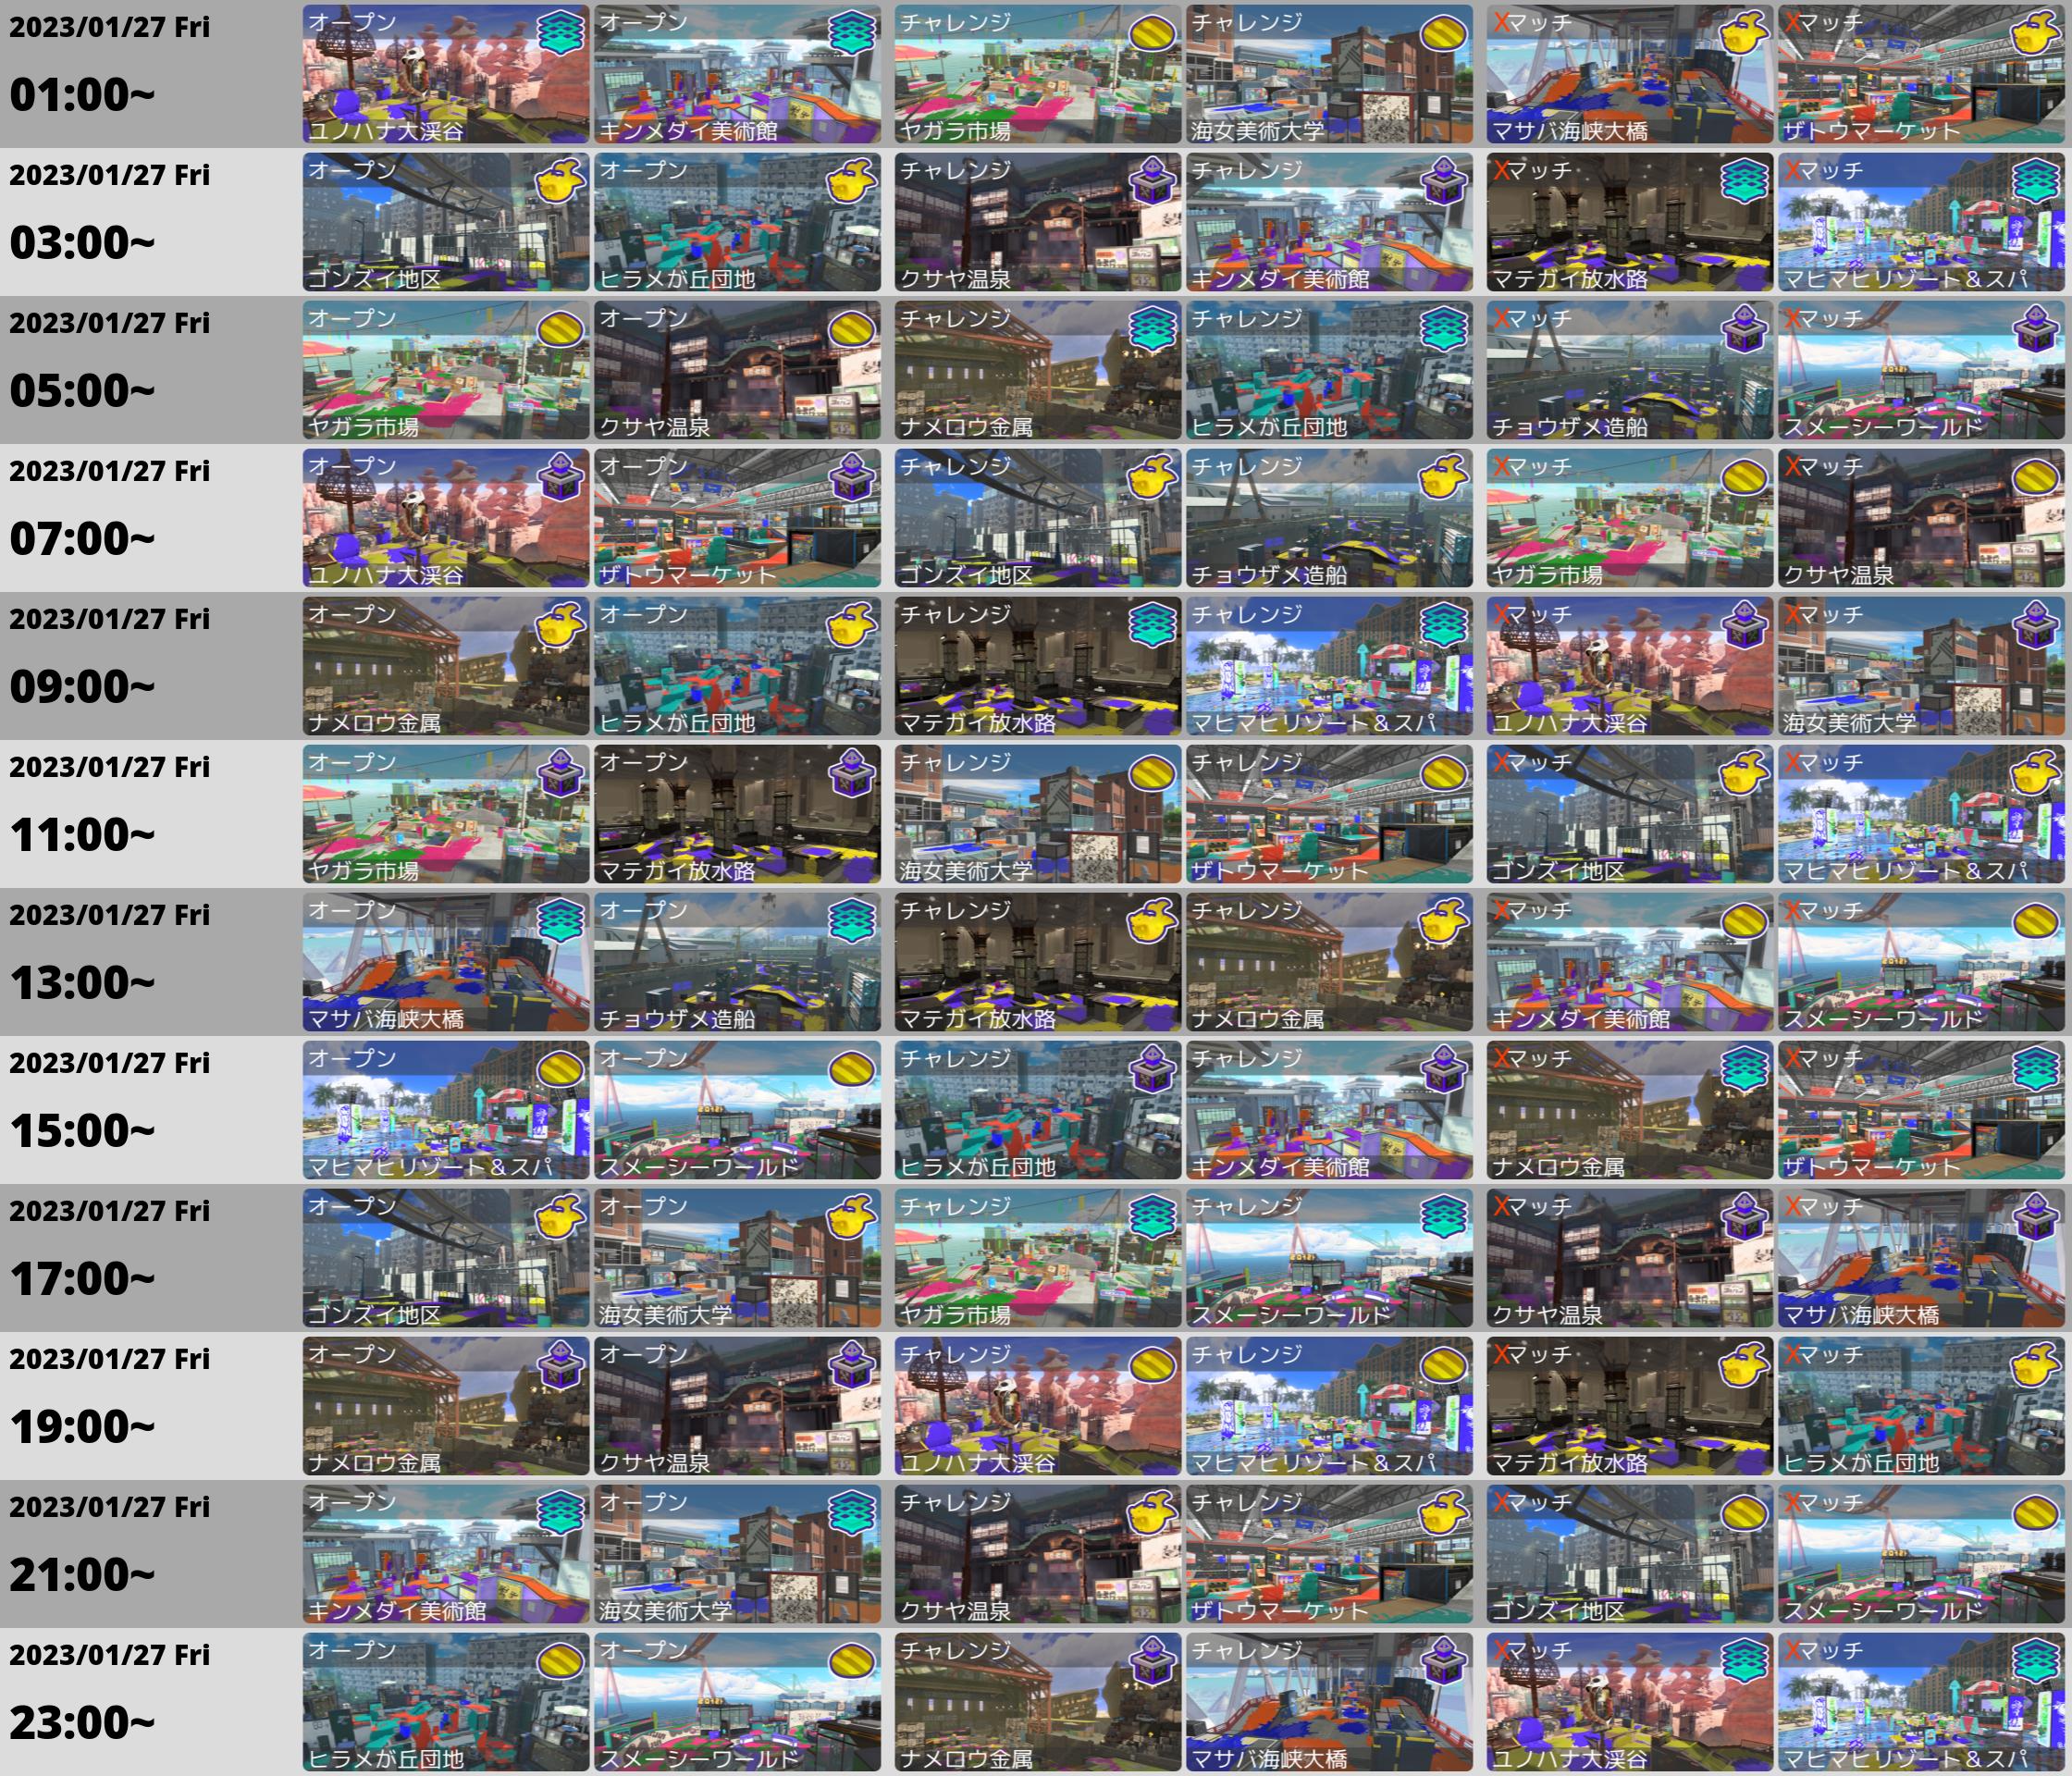 2023/01/27 Fri
01:00~
オープン オープン チャレンジ チャレンジ Xマッチ Xマッチ
ユノハナ大渓谷 キンメダイ美術館 ヤガラ市場 海女美術大学 マサバ海峡大橋 ザトウマーケット
2023/01/27 Fri
03:00~
オープン オープン チャレンジ チャレンジ Xマッチ Xマッチ
ゴンズイ地区 ヒラメが丘団地 クサヤ温泉 キンメダイ美術館 マテガイ放水路 マヒマヒリゾート＆スパ
2023/01/27 Fri
05:00~
オープン オープン チャレンジ チャレンジ Xマッチ Xマッチ
ヤガラ市場 クサヤ温泉 ナメロウ金属 ヒラメが丘団地 チョウザメ造船 スメーシーワールド
2023/01/27 Fri
07:00~
オープン オープン チャレンジ チャレンジ Xマッチ Xマッチ
ユノハナ大渓谷 ザトウマーケット ゴンズイ地区 チョウザメ造船 ヤガラ市場 クサヤ温泉
2023/01/27 Fri
09:00~
オープン オープン チャレンジ チャレンジ Xマッチ Xマッチ
ナメロウ金属 ヒラメが丘団地 マテガイ放水路 マヒマヒリゾート＆スパ ユノハナ大渓谷 海女美術大学
2023/01/27 Fri
11:00~
オープン オープン チャレンジ チャレンジ Xマッチ Xマッチ
ヤガラ市場 マテガイ放水路 海女美術大学 ザトウマーケット ゴンズイ地区 マヒマヒリゾート＆スパ
2023/01/27 Fri
13:00~
オープン オープン チャレンジ チャレンジ Xマッチ Xマッチ
マサバ海峡大橋 チョウザメ造船 マテガイ放水路 ナメロウ金属 キンメダイ美術館 スメーシーワールド
2023/01/27 Fri
15:00~
オープン オープン チャレンジ チャレンジ Xマッチ Xマッチ
マヒマヒリゾート＆スパ スメーシーワールド ヒラメが丘団地 キンメダイ美術館 ナメロウ金属 ザトウマーケット
2023/01/27 Fri
17:00~
オープン オープン チャレンジ チャレンジ Xマッチ Xマッチ
ゴンズイ地区 海女美術大学 ヤガラ市場 スメーシーワールド クサヤ温泉 マサバ海峡大橋
2023/01/27 Fri
19:00~
オープン オープン チャレンジ チャレンジ Xマッチ Xマッチ
ナメロウ金属 クサヤ温泉 ユノハナ大渓谷 マヒマヒリゾート＆スパ マテガイ放水路 ヒラメが丘団地
2023/01/27 Fri
21:00~
オープン オープン チャレンジ チャレンジ Xマッチ Xマッチ
キンメダイ美術館 海女美術大学 クサヤ温泉 ザトウマーケット ゴンズイ地区 スメーシーワールド
2023/01/27 Fri
23:00~
オープン オープン チャレンジ チャレンジ Xマッチ Xマッチ
ヒラメが丘団地 スメーシーワールド ナメロウ金属 マサバ海峡大橋 ユノハナ大渓谷 マヒマヒリゾート＆スパ